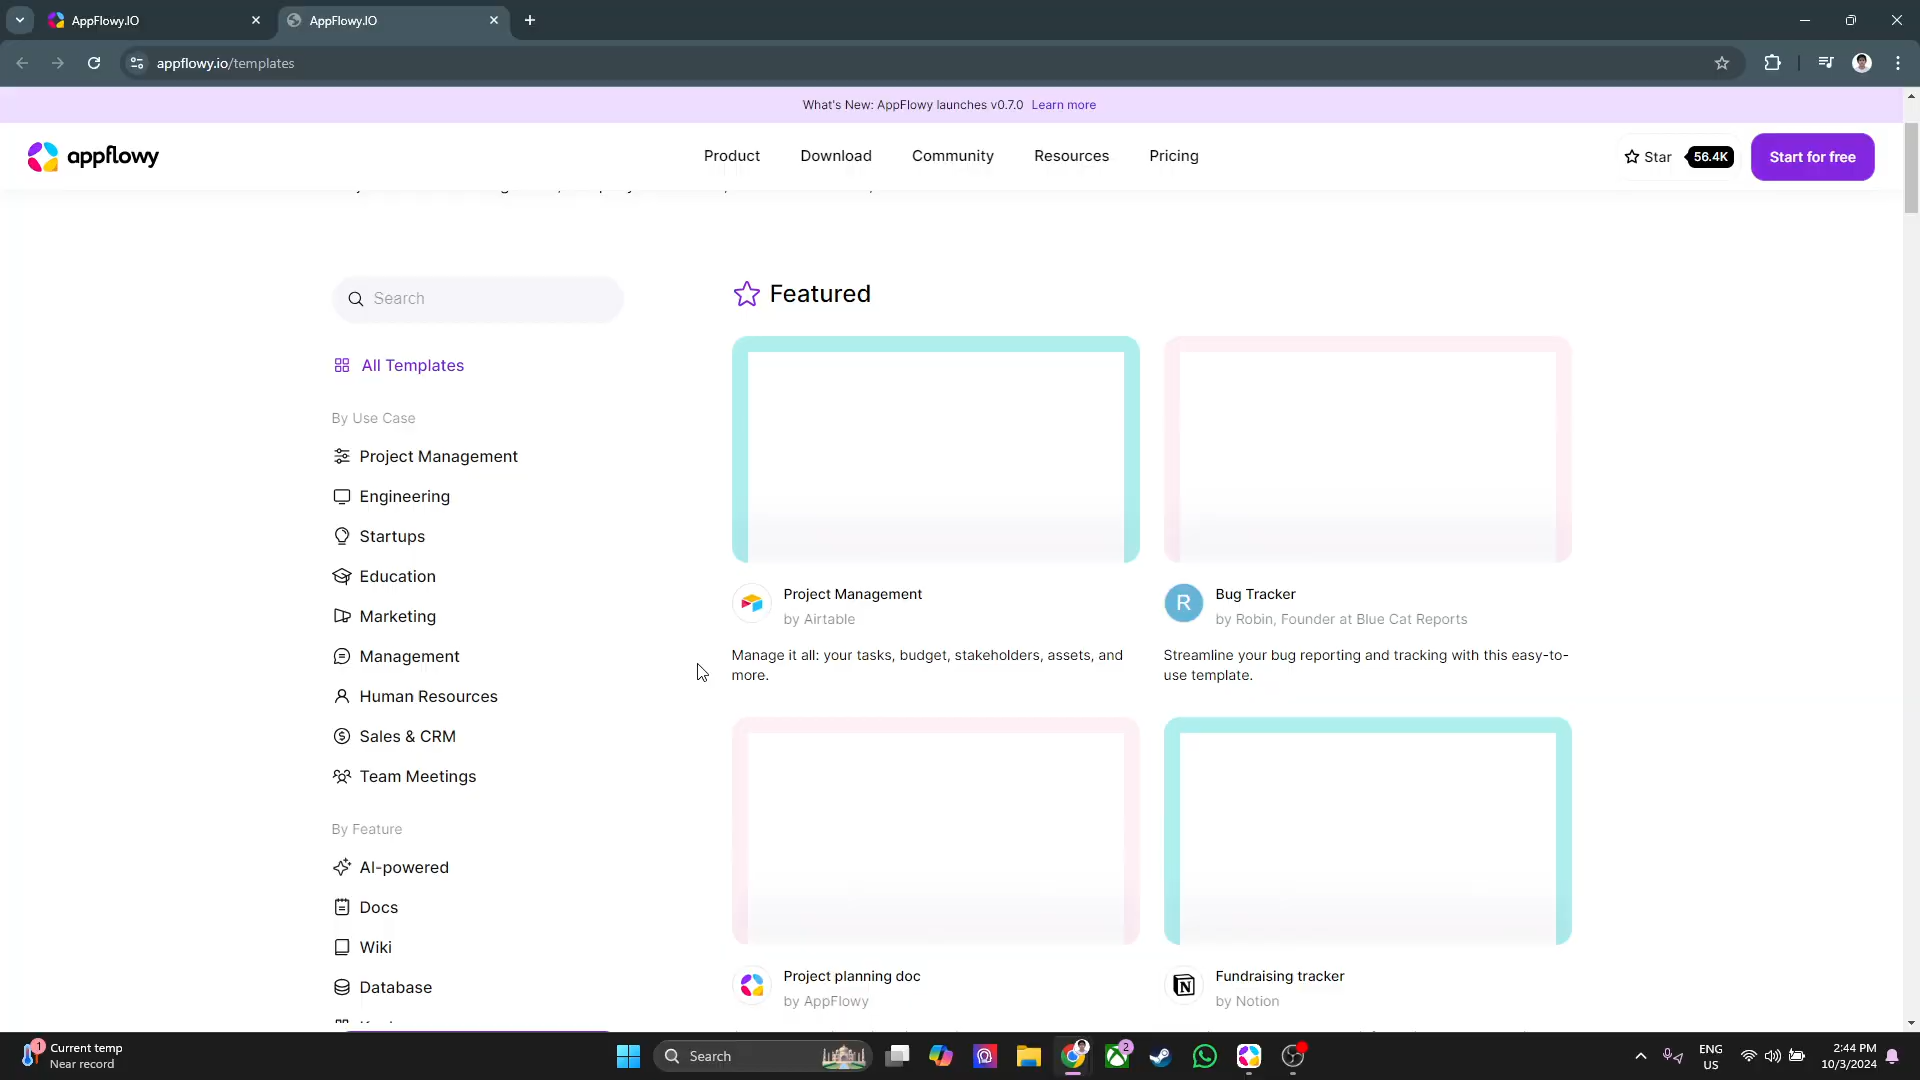 AppFlowy.IO
AppFlowy.IO
appflowy.io/templates
What's New: AppFlowy launches v0.7.0 Learn more
appflowy
Product
Download
Community
Resources
Pricing
Star
56.4K
Start for free
Search
Featured
All Templates
By Use Case
Project Management
Engineering
Startups
Education
Marketing
Management
Human Resources
Sales & CRM
Team Meetings
By Feature
AI-powered
Docs
Wiki
Database
Project Management
by Airtable
Manage it all: your tasks, budget, stakeholders, assets, and
more.
R
Bug Tracker
by Robin, Founder at Blue Cat Reports
Streamline your bug reporting and tracking with this easy-to-
use template.
Project planning doc
by AppFlowy
Fundraising tracker
by Notion
1
Current temp
Near record
Search
2
ENG
US
2:44 PM
10/3/2024